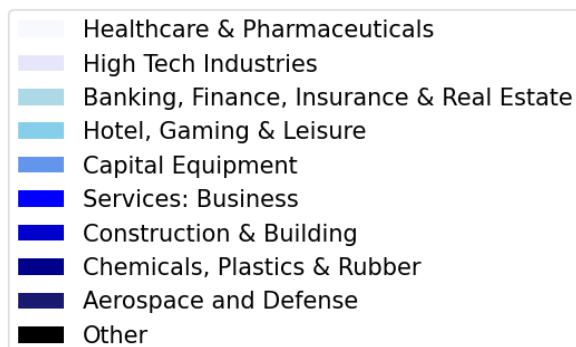 Healthcare & Pharmaceuticals
High Tech Industries
Banking, Finance, Insurance & Real Estate
Hotel, Gaming & Leisure
Capital Equipment
Services: Business
Construction & Building
Chemicals, Plastics & Rubber
Aerospace and Defense
Other